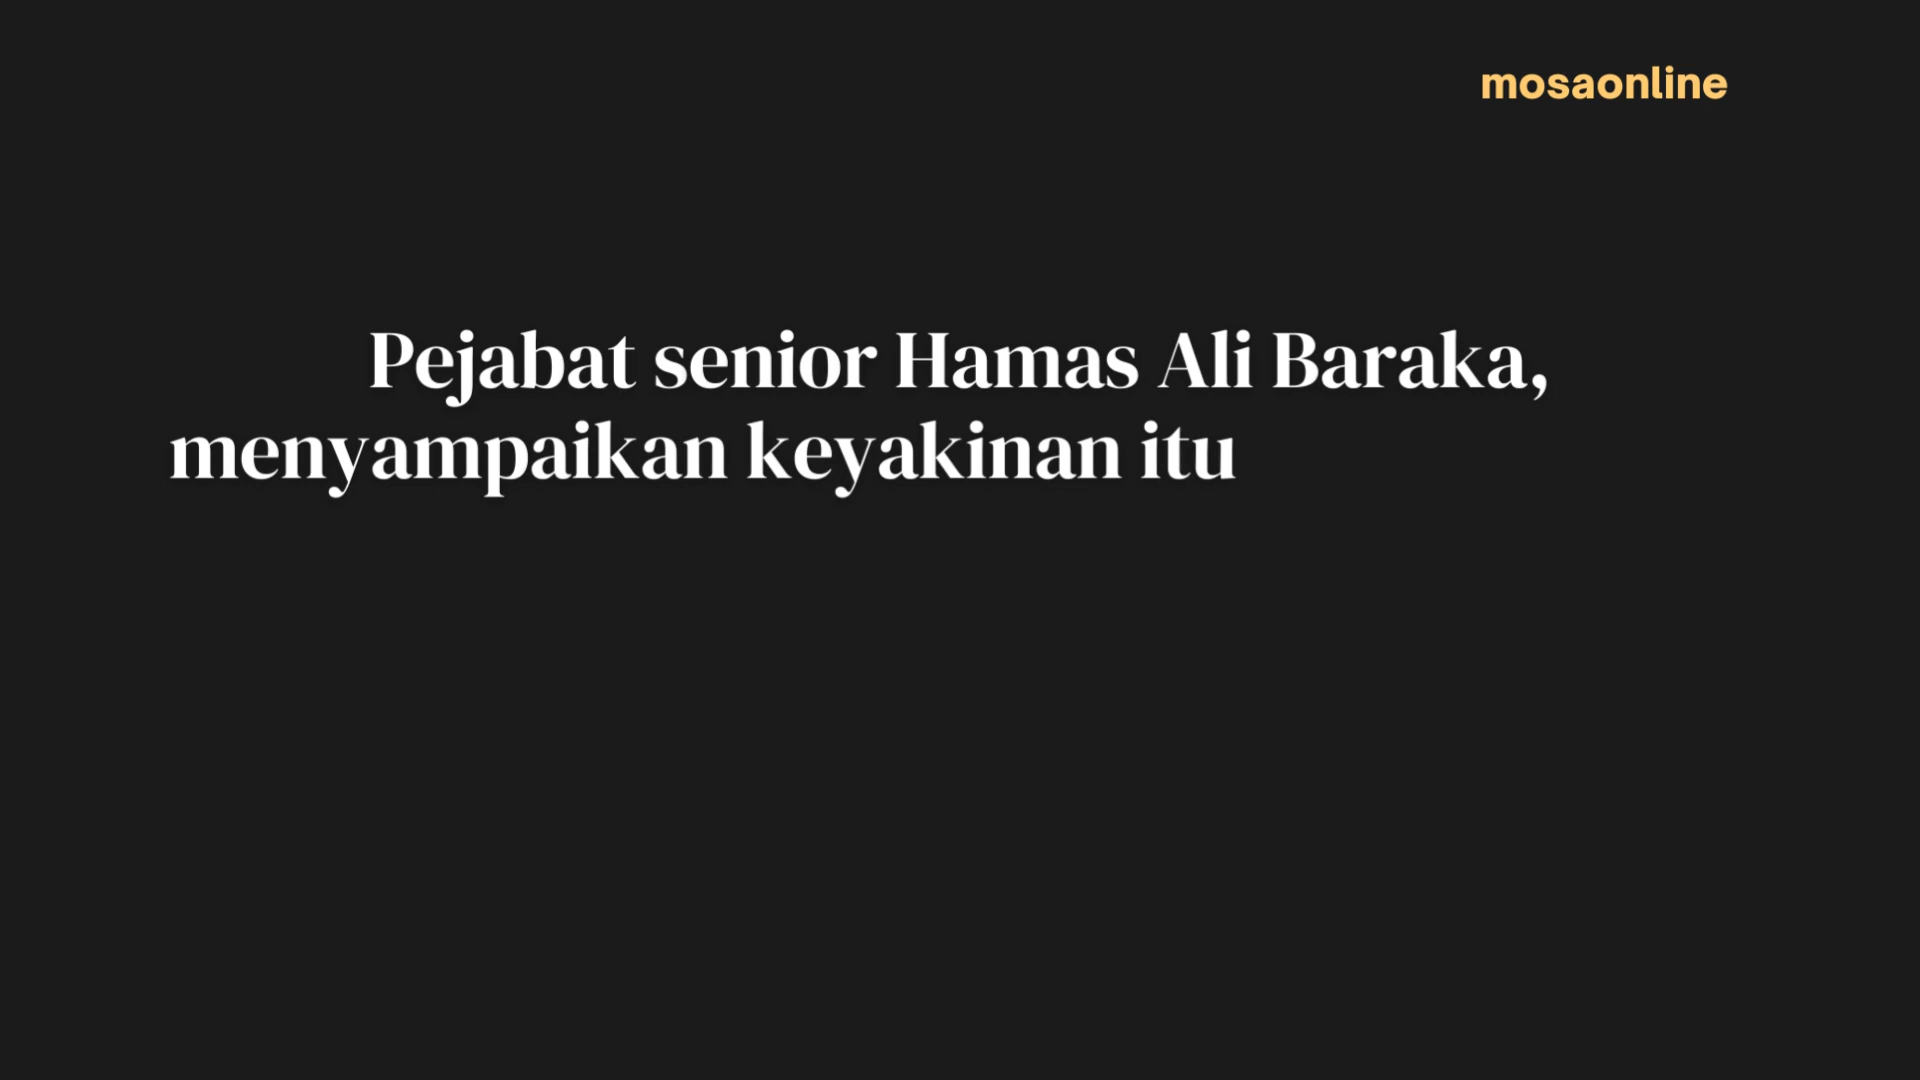 mosaonline
Pejabat senior Hamas Ali Baraka,
menyampaikan keyakinan itu